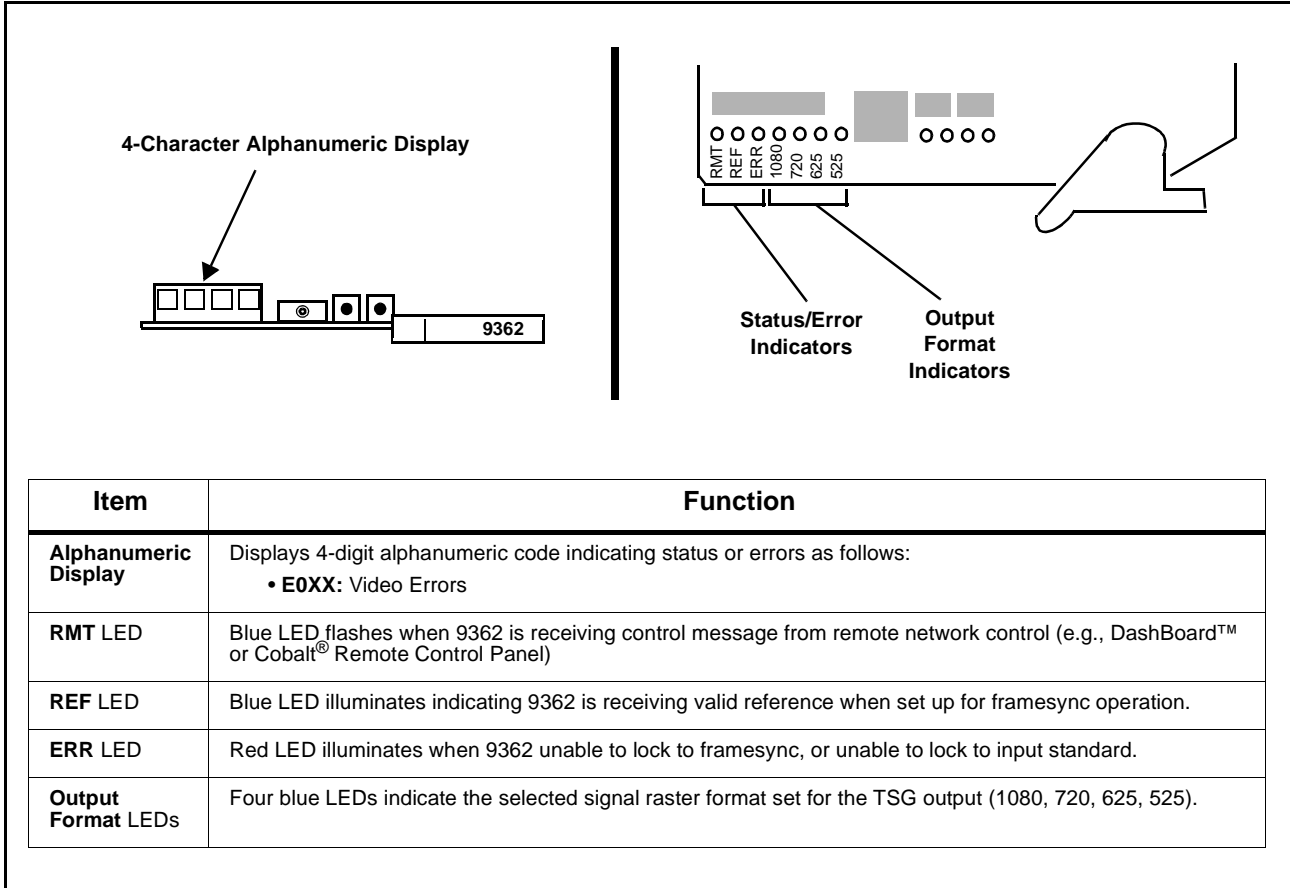 4-Character Alphanumeric Display
9362
RMT
REF
ERR
1080
720
625
525
Status/Error
Indicators
Output
Format
Indicators
Item Function
Alphanumeric
Display
Displays 4-digit alphanumeric code indicating status or errors as follows:
• E0XX: Video Errors
RMT LED
Blue LED flashes when 9362 is receiving control message from remote network control (e.g., DashBoard™
or Cobalt® Remote Control Panel)
REF LED
Blue LED illuminates indicating 9362 is receiving valid reference when set up for framesync operation.
ERR LED
Red LED illuminates when 9362 unable to lock to framesync, or unable to lock to input standard.
Output
Format LEDs
Four blue LEDs indicate the selected signal raster format set for the TSG output (1080, 720, 625, 525).